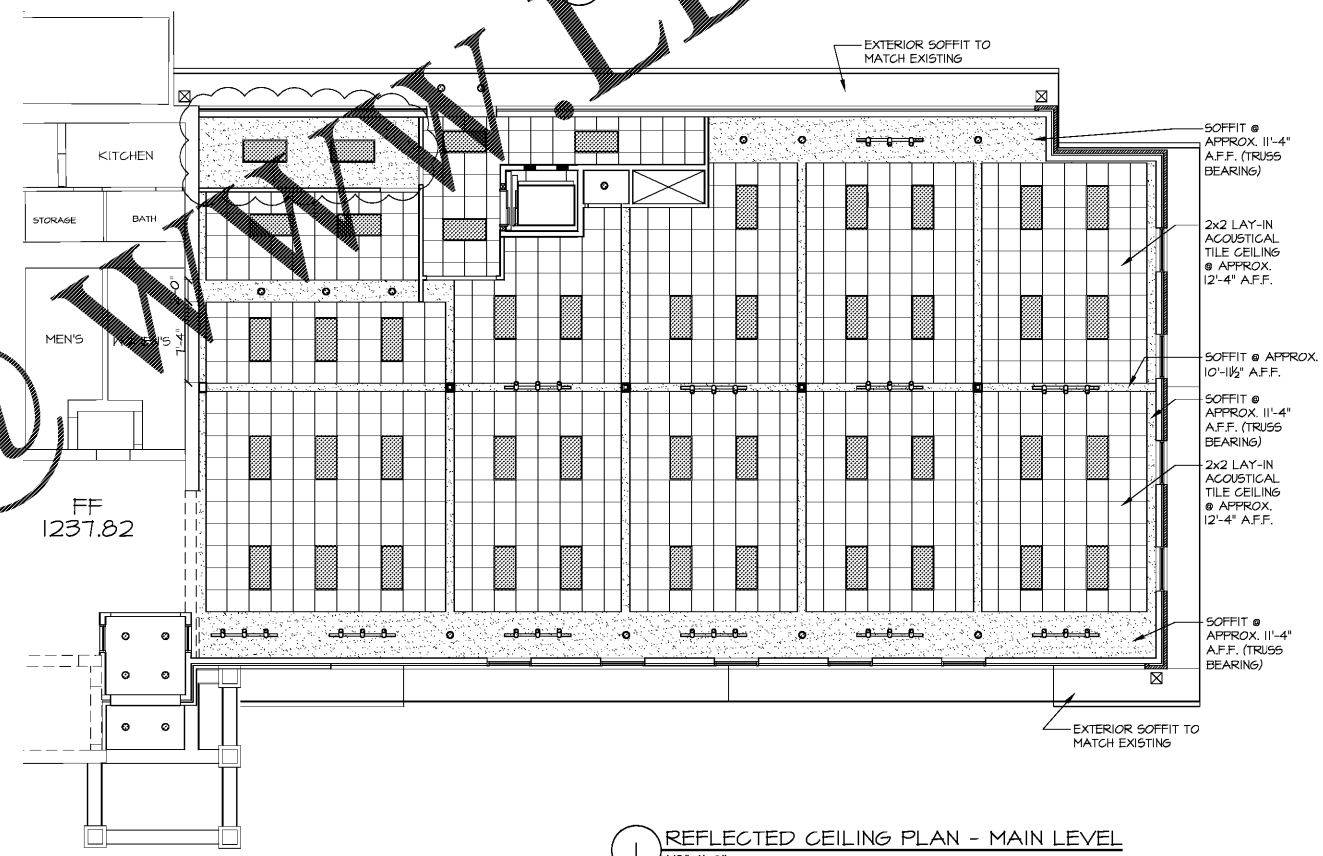 EXTERIOR SOFFIT TO
MATCH EXISTING
SOFFIT @
APPROX. 11'-4"
A.F.F. (TRUSS
BEARING)
KITCHEN
STORAGE
BATH
2x2 LAY-IN
ACOUSTICAL
TILE CEILING
@ APPROX.
12'-4" A.F.F.
MEN'S
7'-4"
SOFFIT @ APPROX.
10'-11½" A.F.F.
SOFFIT @
APPROX. 11'-4"
A.F.F. (TRUSS
BEARING)
2x2 LAY-IN
ACOUSTICAL
TILE CEILING
@ APPROX.
12'-4" A.F.F.
FF
1237.82
SOFFIT @
APPROX. 11'-4"
A.F.F. (TRUSS
BEARING)
EXTERIOR SOFFIT TO
MATCH EXISTING
1 REFLECTED CEILING PLAN - MAIN LEVEL
@ WWW.